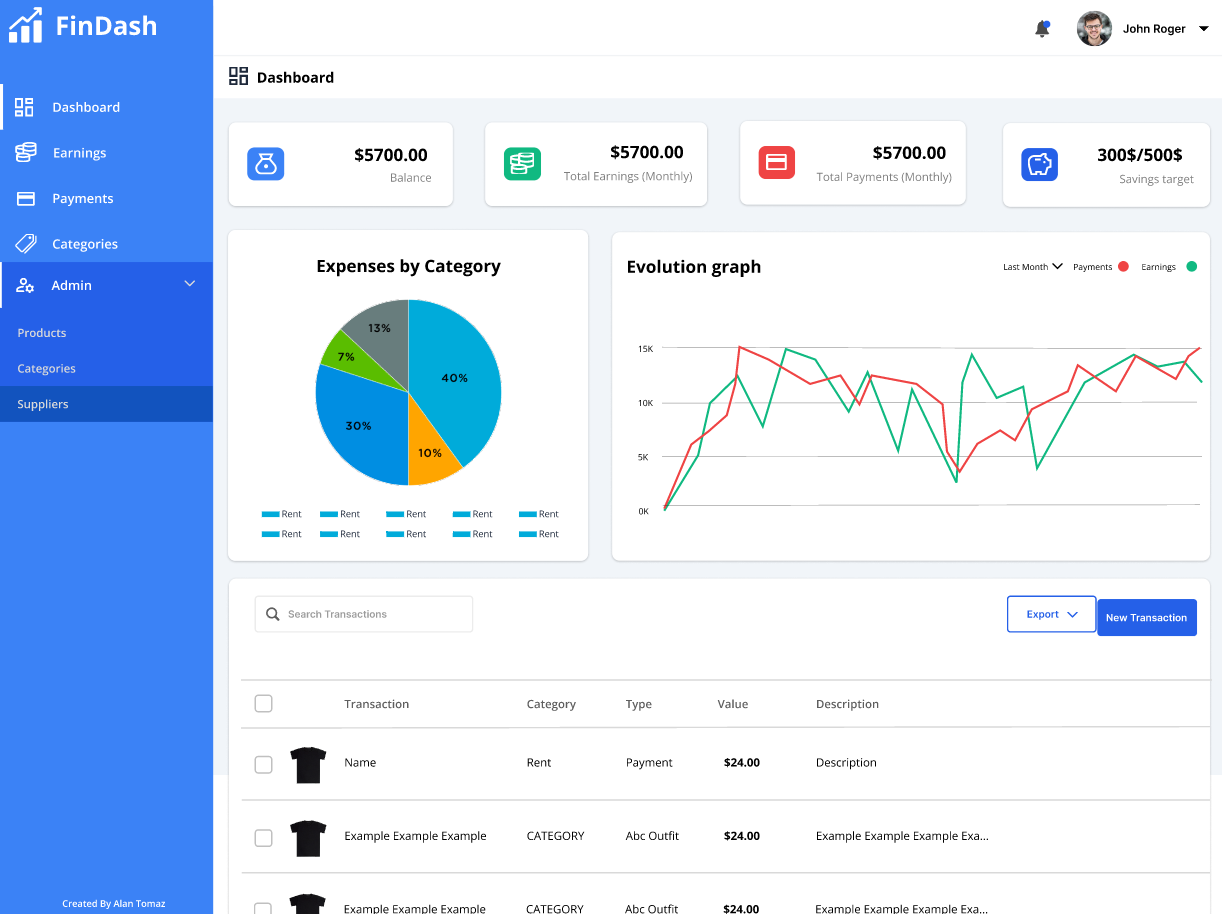 FinDash
John Roger
Dashboard
Dashboard
Earnings
Payments
Categories
Admin
Products
Categories
Suppliers
Created By Alan Tomaz
$5700.00
Balance
$5700.00
Total Earnings (Monthly)
$5700.00
Total Payments (Monthly)
300$/500$
Savings target
Expenses by Category
13%
7%
40%
30%
10%
Rent Rent Rent Rent Rent
Rent Rent Rent Rent Rent
Evolution graph
Last Month Payments Earnings
15K
10K
5K
0K
Search Transactions
Export
New Transaction
Transaction Category Type Value Description
Name Rent Payment $24.00 Description
Example Example Example CATEGORY Abc Outfit $24.00 Example Example Example Exa...
Example Example Example CATEGORY Abc Outfit $24.00 Example Example Example Exa...